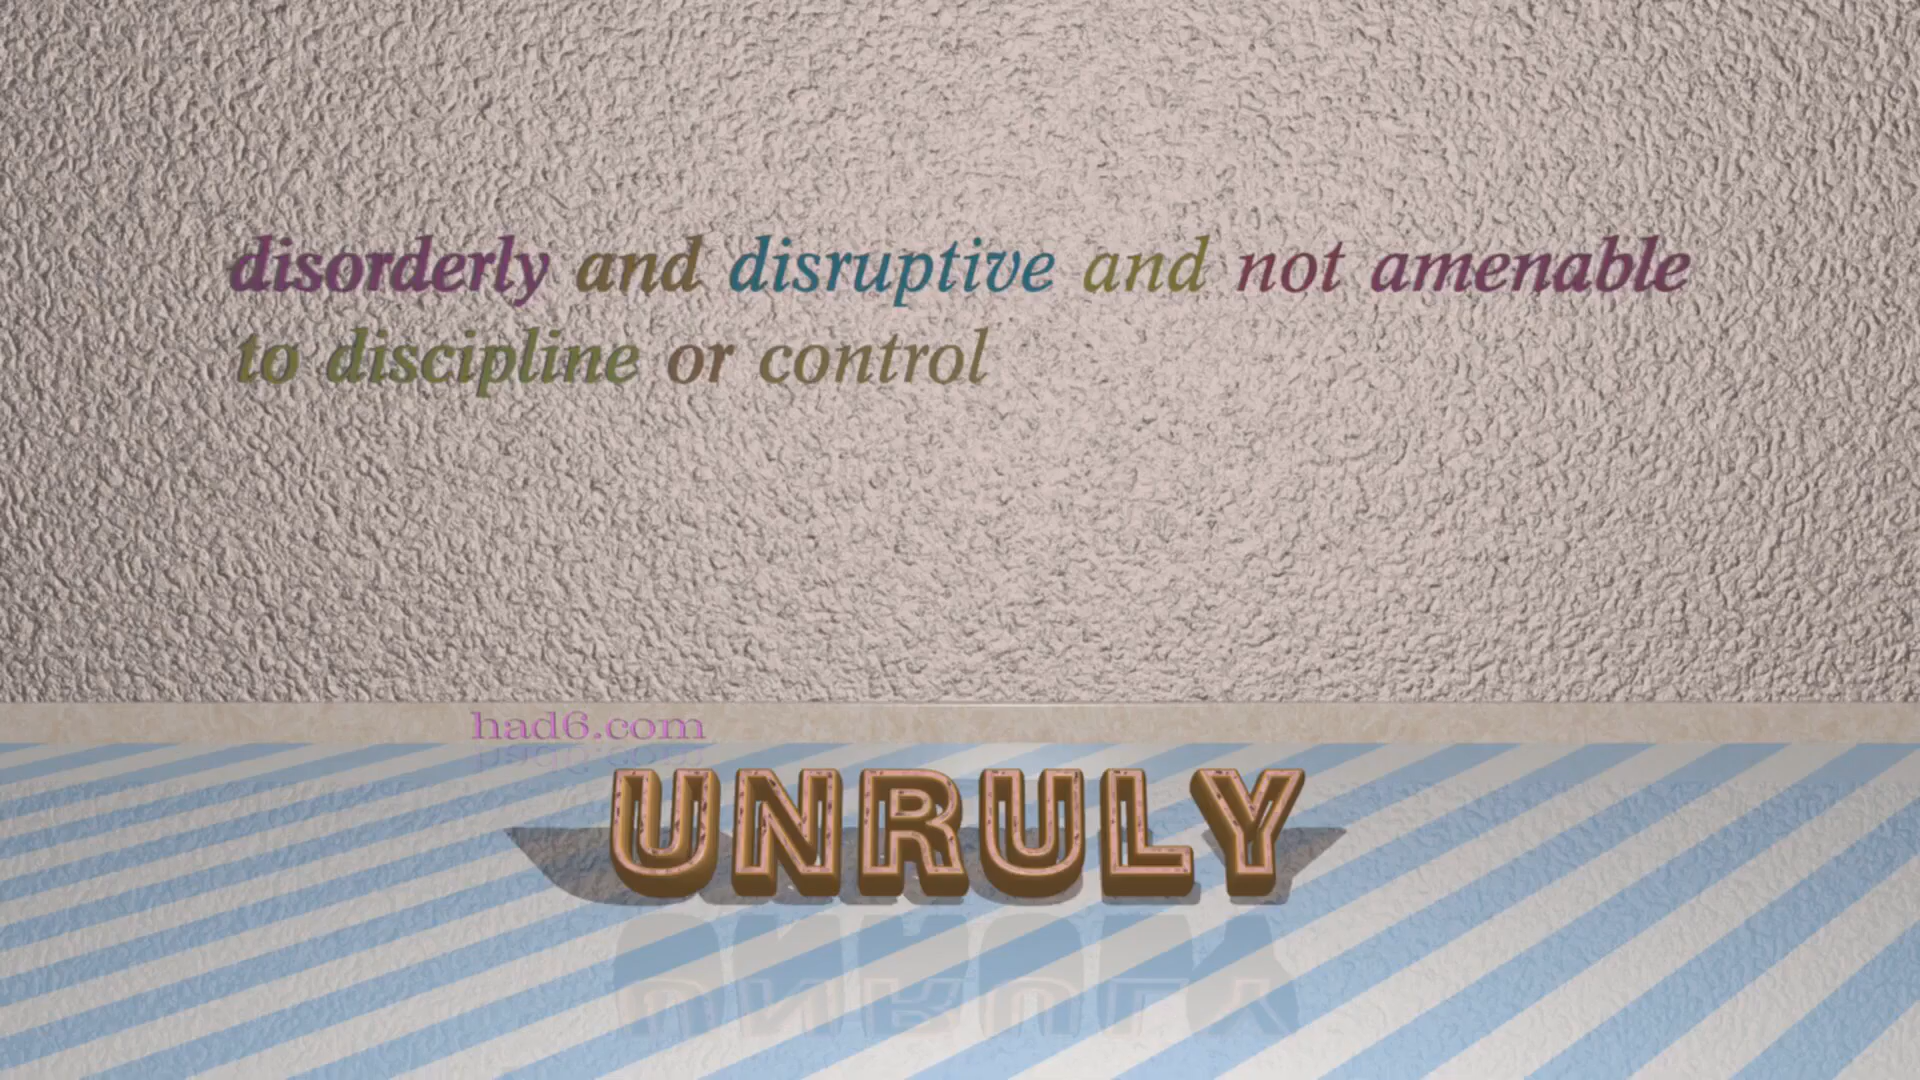 disorderly and disruptive and not amenable
to discipline or control
had6.com
UNRULY